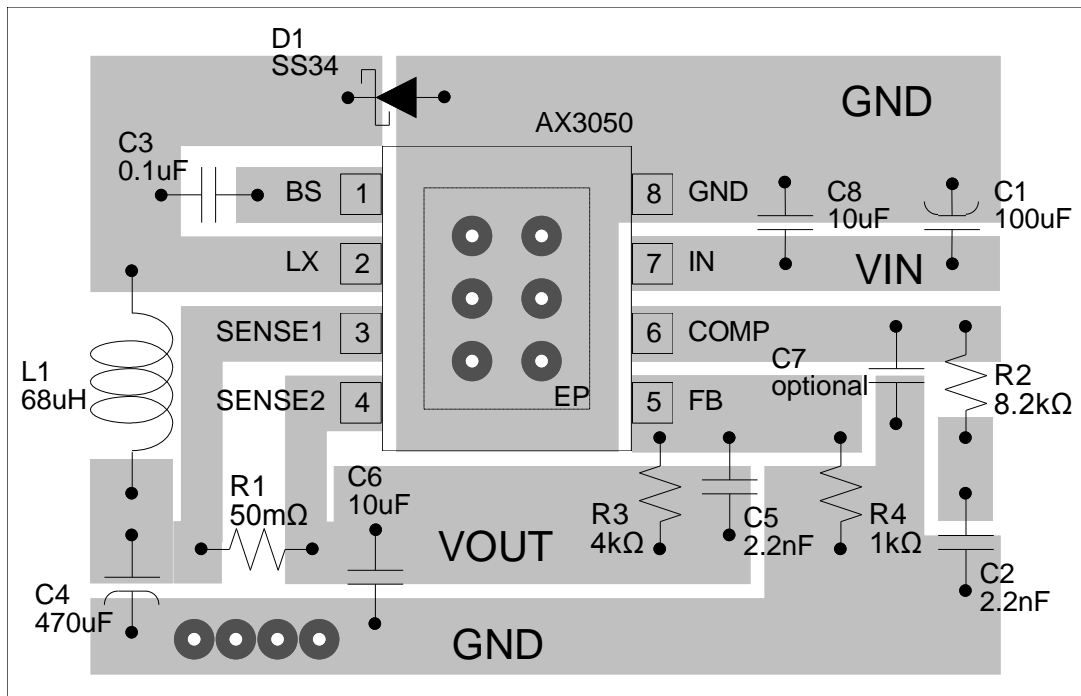 D1
SS34
GND
AX3050
C3
0.1uF
BS
1
8
GND
C8
10uF
C1
100uF
LX
2
7
IN
VIN
SENSE1
3
6
COMP
L1
68uH
C7
optional
R2
8.2kΩ
SENSE2
4
EP
5
FB
R1
50mΩ
C6
10uF
VOUT
R3
4kΩ
C5
2.2nF
R4
1kΩ
C2
2.2nF
C4
470uF
GND